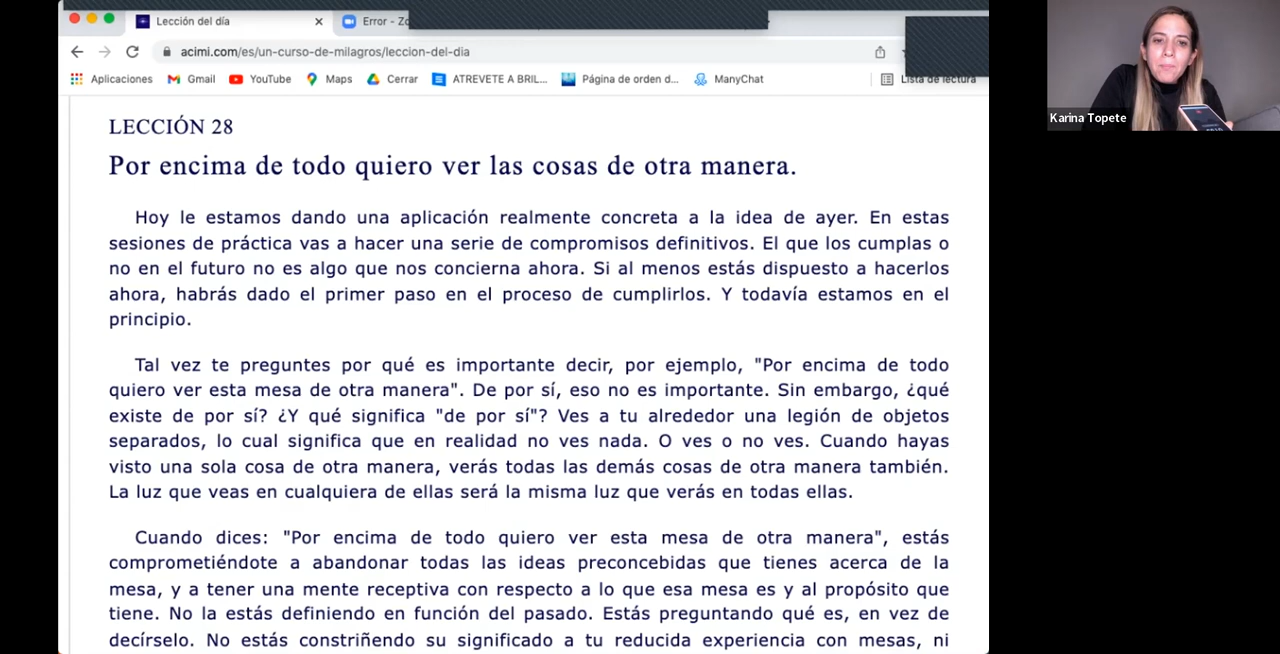 Lección del día
Error - Zo
acimi.com/es/un-curso-de-milagros/leccion-del-dia
Aplicaciones Gmail YouTube Maps Cerrar ATREVETE A BRIL... Página de orden d... ManyChat Lista de lectura
Karina Topete
LECCIÓN 28
Por encima de todo quiero ver las cosas de otra manera.
Hoy le estamos dando una aplicación realmente concreta a la idea de ayer. En estas
sesiones de práctica vas a hacer una serie de compromisos definitivos. El que los cumplas o
no en el futuro no es algo que nos concierna ahora. Si al menos estás dispuesto a hacerlos
ahora, habrás dado el primer paso en el proceso de cumplirlos. Y todavía estamos en el
principio.
Tal vez te preguntes por qué es importante decir, por ejemplo, "Por encima de todo
quiero ver esta mesa de otra manera". De por sí, eso no es importante. Sin embargo, ¿qué
existe de por sí? ¿Y qué significa "de por sí"? Ves a tu alrededor una legión de objetos
separados, lo cual significa que en realidad no ves nada. O ves o no ves. Cuando hayas
visto una sola cosa de otra manera, verás todas las demás cosas de otra manera también.
La luz que veas en cualquiera de ellas será la misma luz que verás en todas ellas.
Cuando dices: "Por encima de todo quiero ver esta mesa de otra manera", estás
comprometiéndote a abandonar todas las ideas preconcebidas que tienes acerca de la
mesa, y a tener una mente receptiva con respecto a lo que esa mesa es y al propósito que
tiene. No la estás definiendo en función del pasado. Estás preguntando qué es, en vez de
decírselo. No estás constriñendo su significado a tu reducida experiencia con mesas, ni